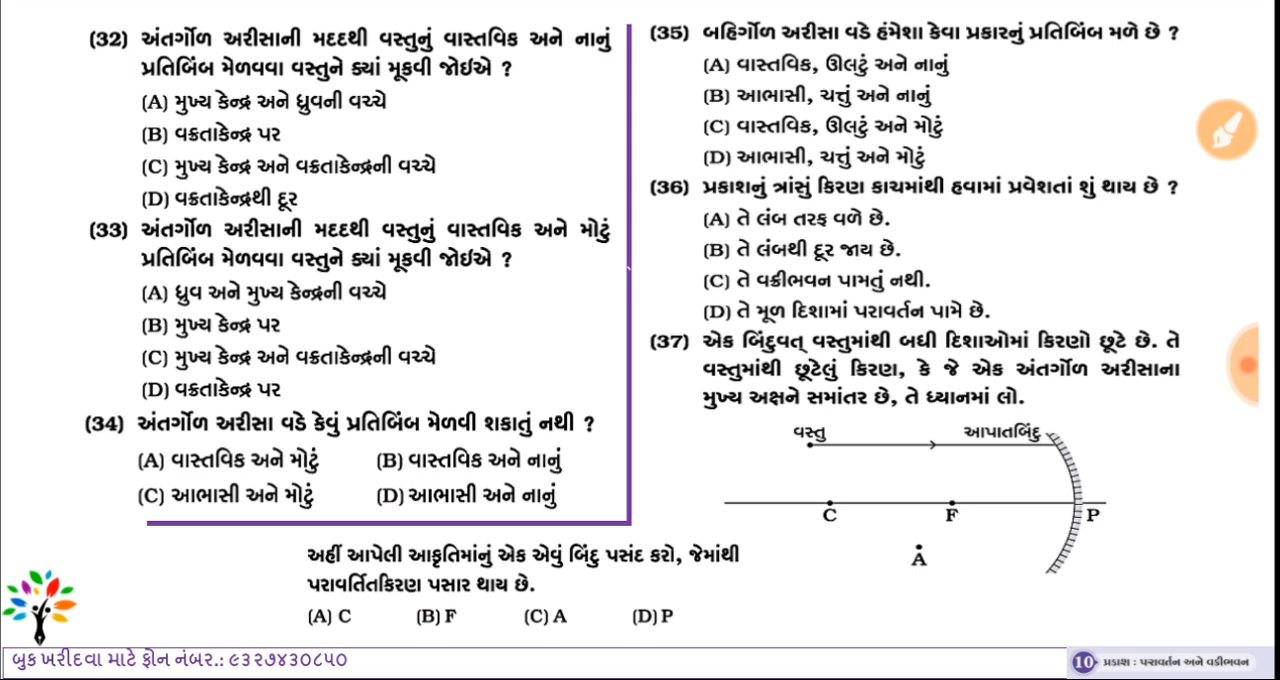 (32) અંતર્ગોળ અરીસાની મદદથી વસ્તુનું વાસ્તવિક અને નાનું
પ્રતિબિંબ મેળવવા વસ્તુને ક્યાં મૂકવી જોઇએ ?
(A) મુખ્ય કેન્દ્ર અને ધ્રુવની વચ્ચે
(B) વક્રતાકેન્દ્ર પર
(C) મુખ્ય કેન્દ્ર અને વક્રતાકેન્દ્રની વચ્ચે
(D) વક્રતાકેન્દ્રથી દૂર
(33) અંતર્ગોળ અરીસાની મદદથી વસ્તુનું વાસ્તવિક અને મોટું
પ્રતિબિંબ મેળવવા વસ્તુને ક્યાં મૂકવી જોઇએ ?
(A) ધ્રુવ અને મુખ્ય કેન્દ્રની વચ્ચે
(B) મુખ્ય કેન્દ્ર પર
(C) મુખ્ય કેન્દ્ર અને વક્રતાકેન્દ્રની વચ્ચે
(D) વક્રતાકેન્દ્ર પર
(34) અંતર્ગોળ અરીસા વડે કેવું પ્રતિબિંબ મેળવી શકાતું નથી ?
(A) વાસ્તવિક અને મોટું (B) વાસ્તવિક અને નાનું
(C) આભાસી અને મોટું (D) આભાસી અને નાનું
(35) બહિર્ગોળ અરીસા વડે હંમેશા કેવા પ્રકારનું પ્રતિબિંબ મળે છે ?
(A) વાસ્તવિક, ઊલટું અને નાનું
(B) આભાસી, ચત્તું અને નાનું
(C) વાસ્તવિક, ઊલટું અને મોટું
(D) આભાસી, ચત્તું અને મોટું
(36) પ્રકાશનું ત્રાંસું કિરણ કાચમાંથી હવામાં પ્રવેશતાં શું થાય છે ?
(A) તે લંબ તરફ વળે છે.
(B) તે લંબથી દૂર જાય છે.
(C) તે વક્રીભવન પામતું નથી.
(D) તે મૂળ દિશામાં પરાવર્તન પામે છે.
(37) એક બિંદુવત્ વસ્તુમાંથી બધી દિશાઓમાં કિરણો છૂટે છે. તે
વસ્તુમાંથી છૂટેલું કિરણ, કે જે એક અંતર્ગોળ અરીસાના
મુખ્ય અક્ષને સમાંતર છે, તે ધ્યાનમાં લો.
વસ્તુ આપાતબિંદુ
C F P
A
અહીં આપેલી આકૃતિમાંનું એક એવું બિંદુ પસંદ કરો, જેમાંથી
પરાવર્તિતકિરણ પસાર થાય છે.
(A) C (B) F (C) A (D) P
બુક ખરીદવા માટે ફોન નંબર.: ૯૩૨૭૪૩૦૮૫૦
10 પ્રકાશ : પરાવર્તન અને વક્રીભવન